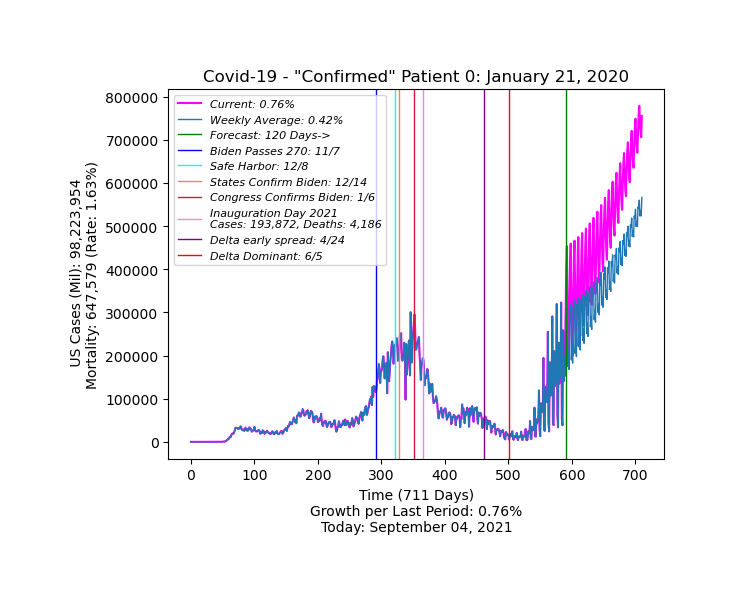 Covid-19 - "Confirmed" Patient 0: January 21, 2020
800000
700000
600000
500000
400000
300000
200000
100000
0
US Cases (Mil): 98,223,954
Mortality: 647,579 (Rate: 1.63%)
Current: 0.76%
Weekly Average: 0.42%
Forecast: 120 Days->
Biden Passes 270: 11/7
Safe Harbor: 12/8
States Confirm Biden: 12/14
Congress Confirms Biden: 1/6
Inauguration Day 2021
Cases: 193,872, Deaths: 4,186
Delta early spread: 4/24
Delta Dominant: 6/5
0 100 200 300 400 500 600 700
Time (711 Days)
Growth per Last Period: 0.76%
Today: September 04, 2021